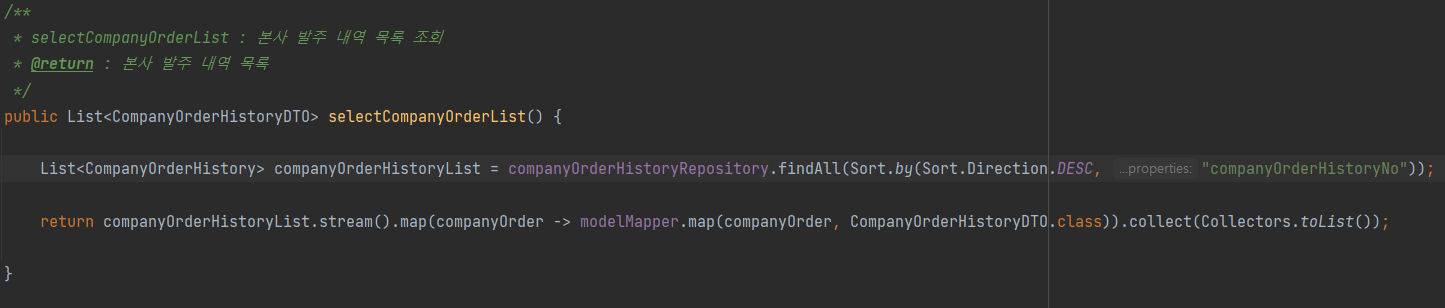 /**
 * selectCompanyOrderList : 본사 발주 내역 목록 조회
 * @return : 본사 발주 내역 목록
 */
public List<CompanyOrderHistoryDTO> selectCompanyOrderList() {
List<CompanyOrderHistory> companyOrderHistoryList = companyOrderHistoryRepository.findAll(Sort.by(Sort.Direction.DESC, ...properties: "companyOrderHistoryNo"));
return companyOrderHistoryList.stream().map(companyOrder -> modelMapper.map(companyOrder, CompanyOrderHistoryDTO.class)).collect(Collectors.toList());
}